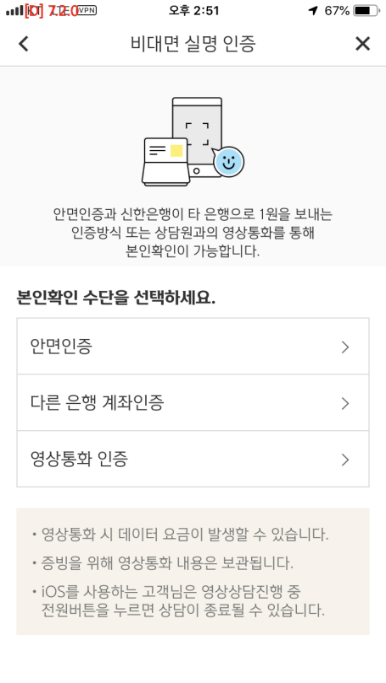 [D] 7.2.0 VPN 오후 2:51 67%
비대면 실명 인증
안면인증과 신한은행이 타 은행으로 1원을 보내는
인증방식 또는 상담원과의 영상통화를 통해
본인확인이 가능합니다.
본인확인 수단을 선택하세요.
안면인증
다른 은행 계좌인증
영상통화 인증
• 영상통화 시 데이터 요금이 발생할 수 있습니다.
• 증빙을 위해 영상통화 내용은 보관됩니다.
• iOS를 사용하는 고객님은 영상상담진행 중
전원버튼을 누르면 상담이 종료될 수 있습니다.